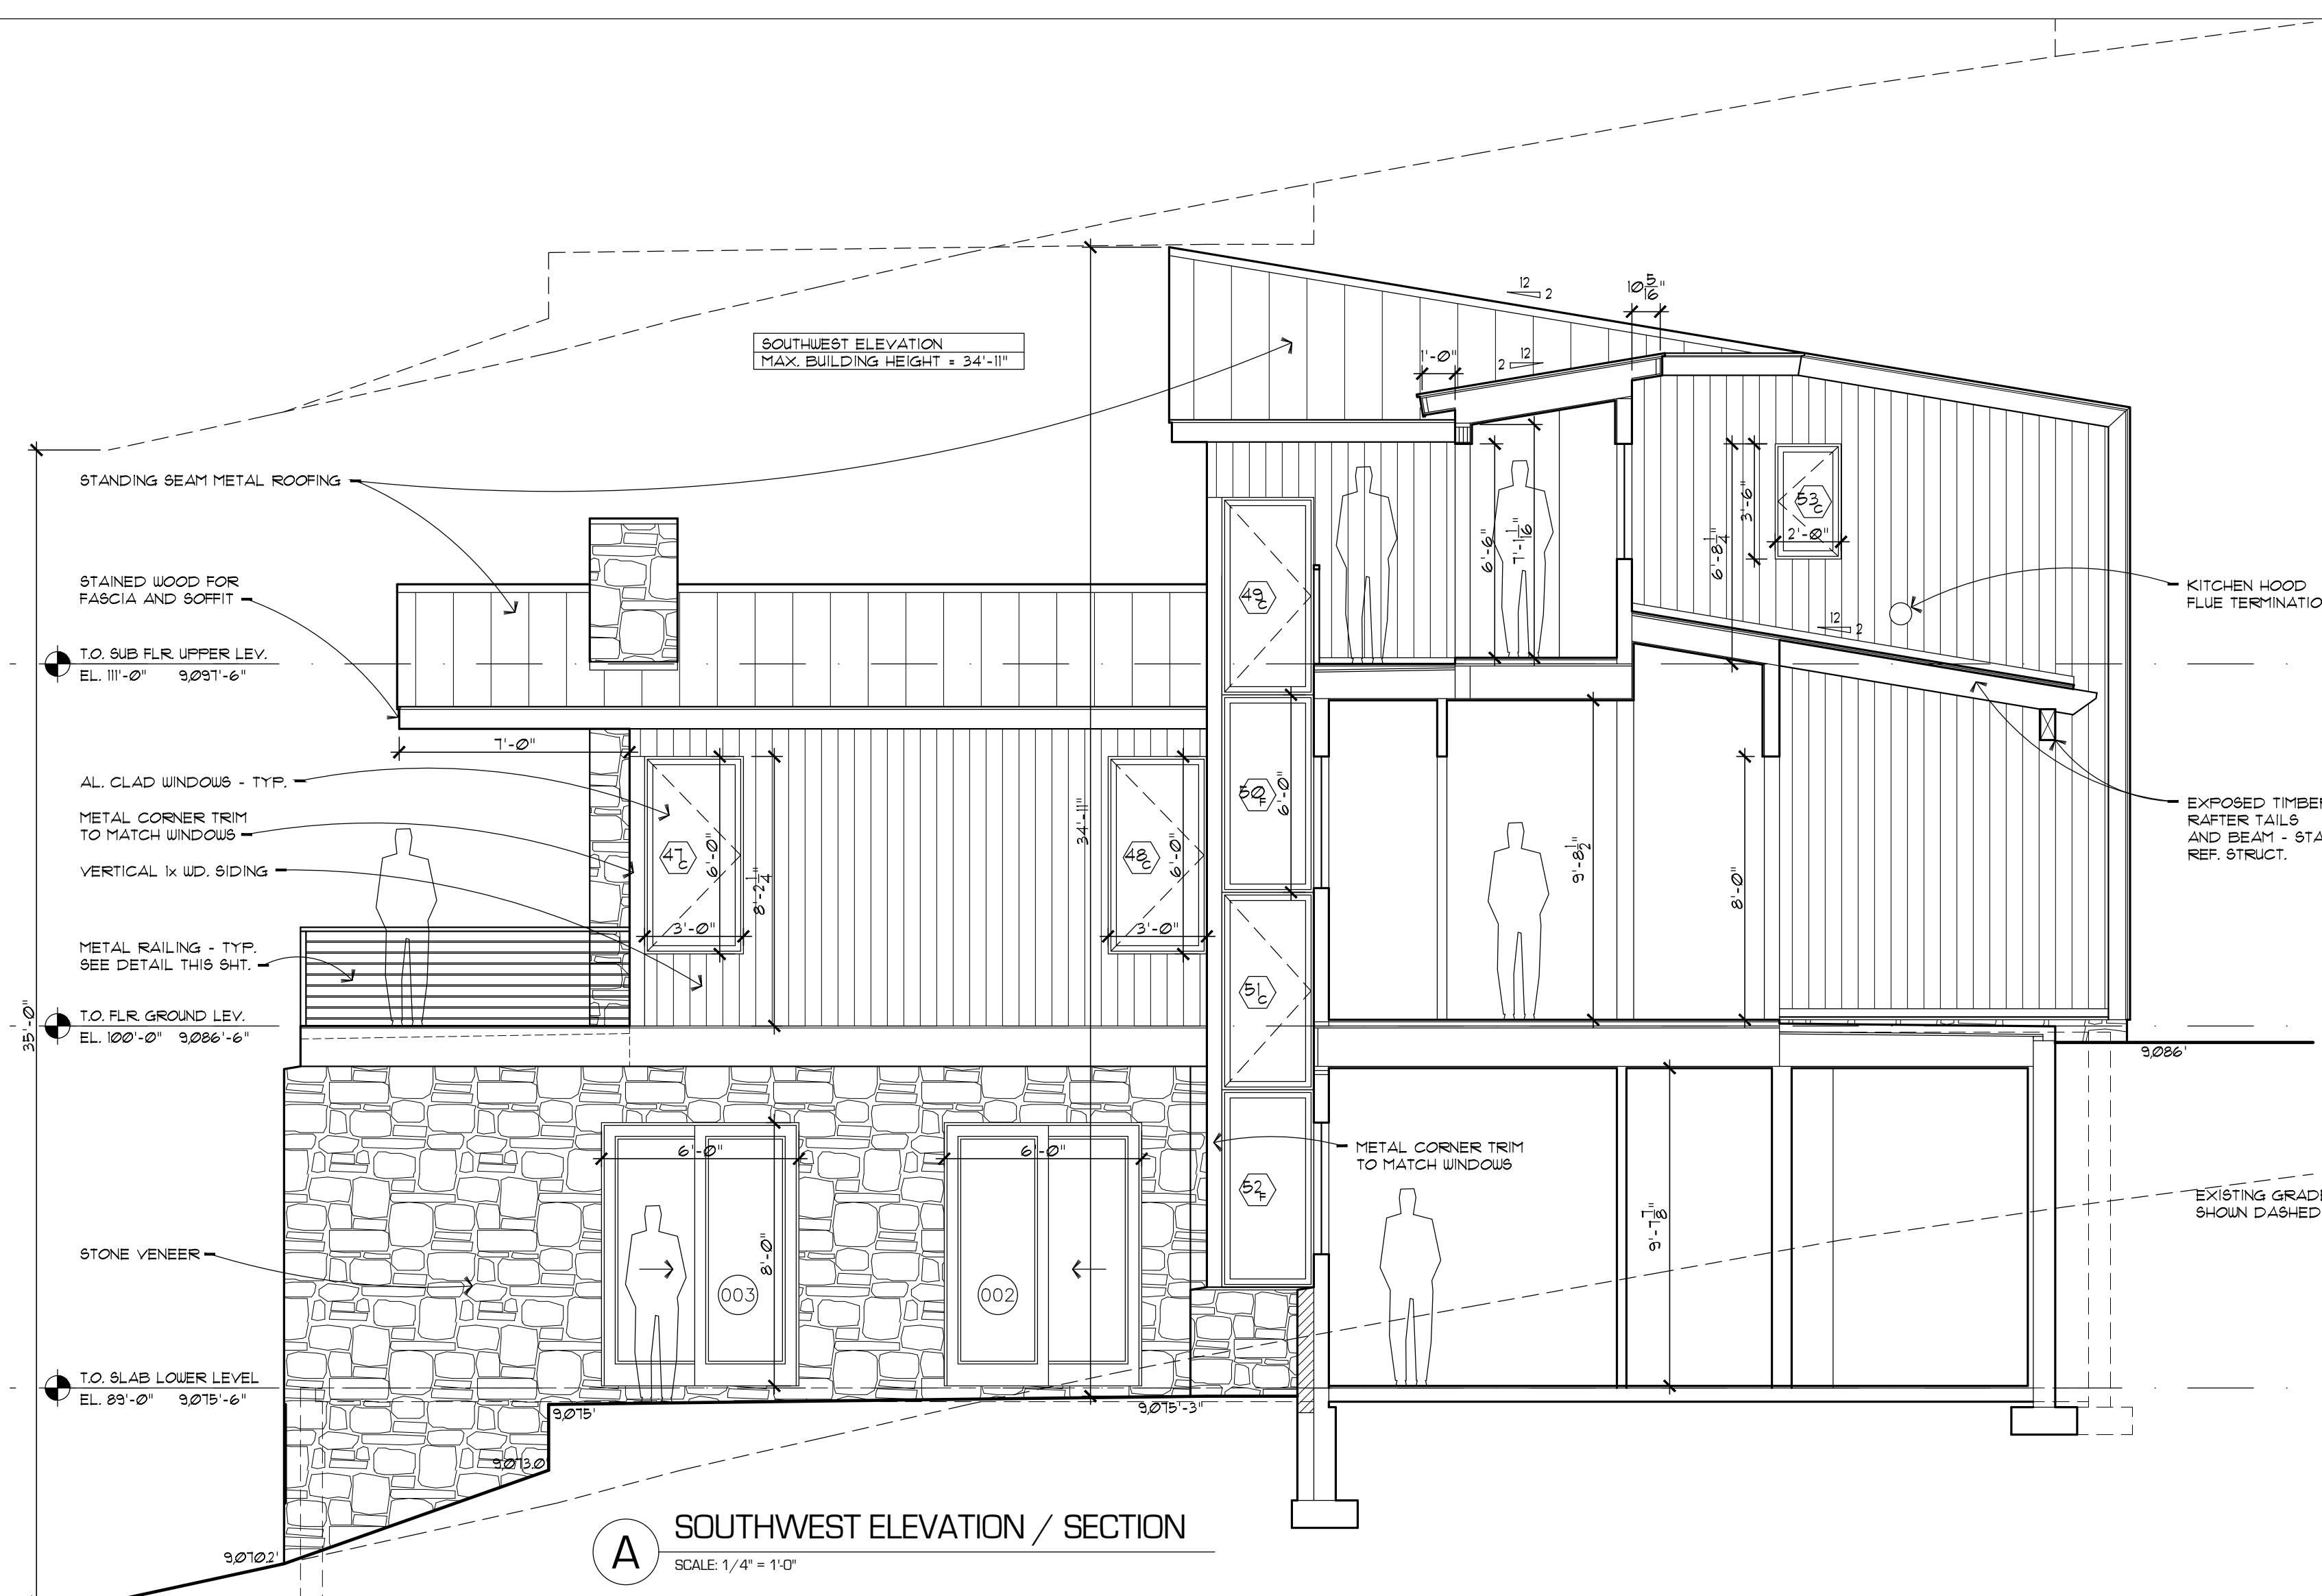 12
2
10 5/16"
SOUTHWEST ELEVATION
MAX. BUILDING HEIGHT = 34'-11"
1'-0"
12
2
STANDING SEAM METAL ROOFING
53
C
3'-6"
2'-0"
6'-6"
7'-1 1/16"
6'-8 1/4"
STAINED WOOD FOR
FASCIA AND SOFFIT
49
C
KITCHEN HOOD
FLUE TERMINATIO
12
2
T.O. SUB FLR. UPPER LEV.
EL. 111'-0" 9,097'-6"
7'-0"
AL. CLAD WINDOWS - TYP.
50
F
6'-0"
METAL CORNER TRIM
TO MATCH WINDOWS
34'-11"
EXPOSED TIMBER
RAFTER TAILS
AND BEAM - STA
REF. STRUCT.
47
C
6'-0"
48
C
6'-0"
9'-8 1/2"
VERTICAL 1x WD. SIDING
8'-2 1/4"
8'-0"
3'-0"
3'-0"
METAL RAILING - TYP.
SEE DETAIL THIS SHT.
51
C
35'-0"
T.O. FLR. GROUND LEV.
EL. 100'-0" 9,086'-6"
9,086'
6'-0"
6'-0"
METAL CORNER TRIM
TO MATCH WINDOWS
52
F
EXISTING GRADE
SHOWN DASHED
9'-7 7/8"
STONE VENEER
8'-0"
003
002
T.O. SLAB LOWER LEVEL
EL. 89'-0" 9,075'-6"
9,075'
9,075'-3"
9,073.0'
9,070.2'
A
SOUTHWEST ELEVATION / SECTION
SCALE: 1/4" = 1'-0"